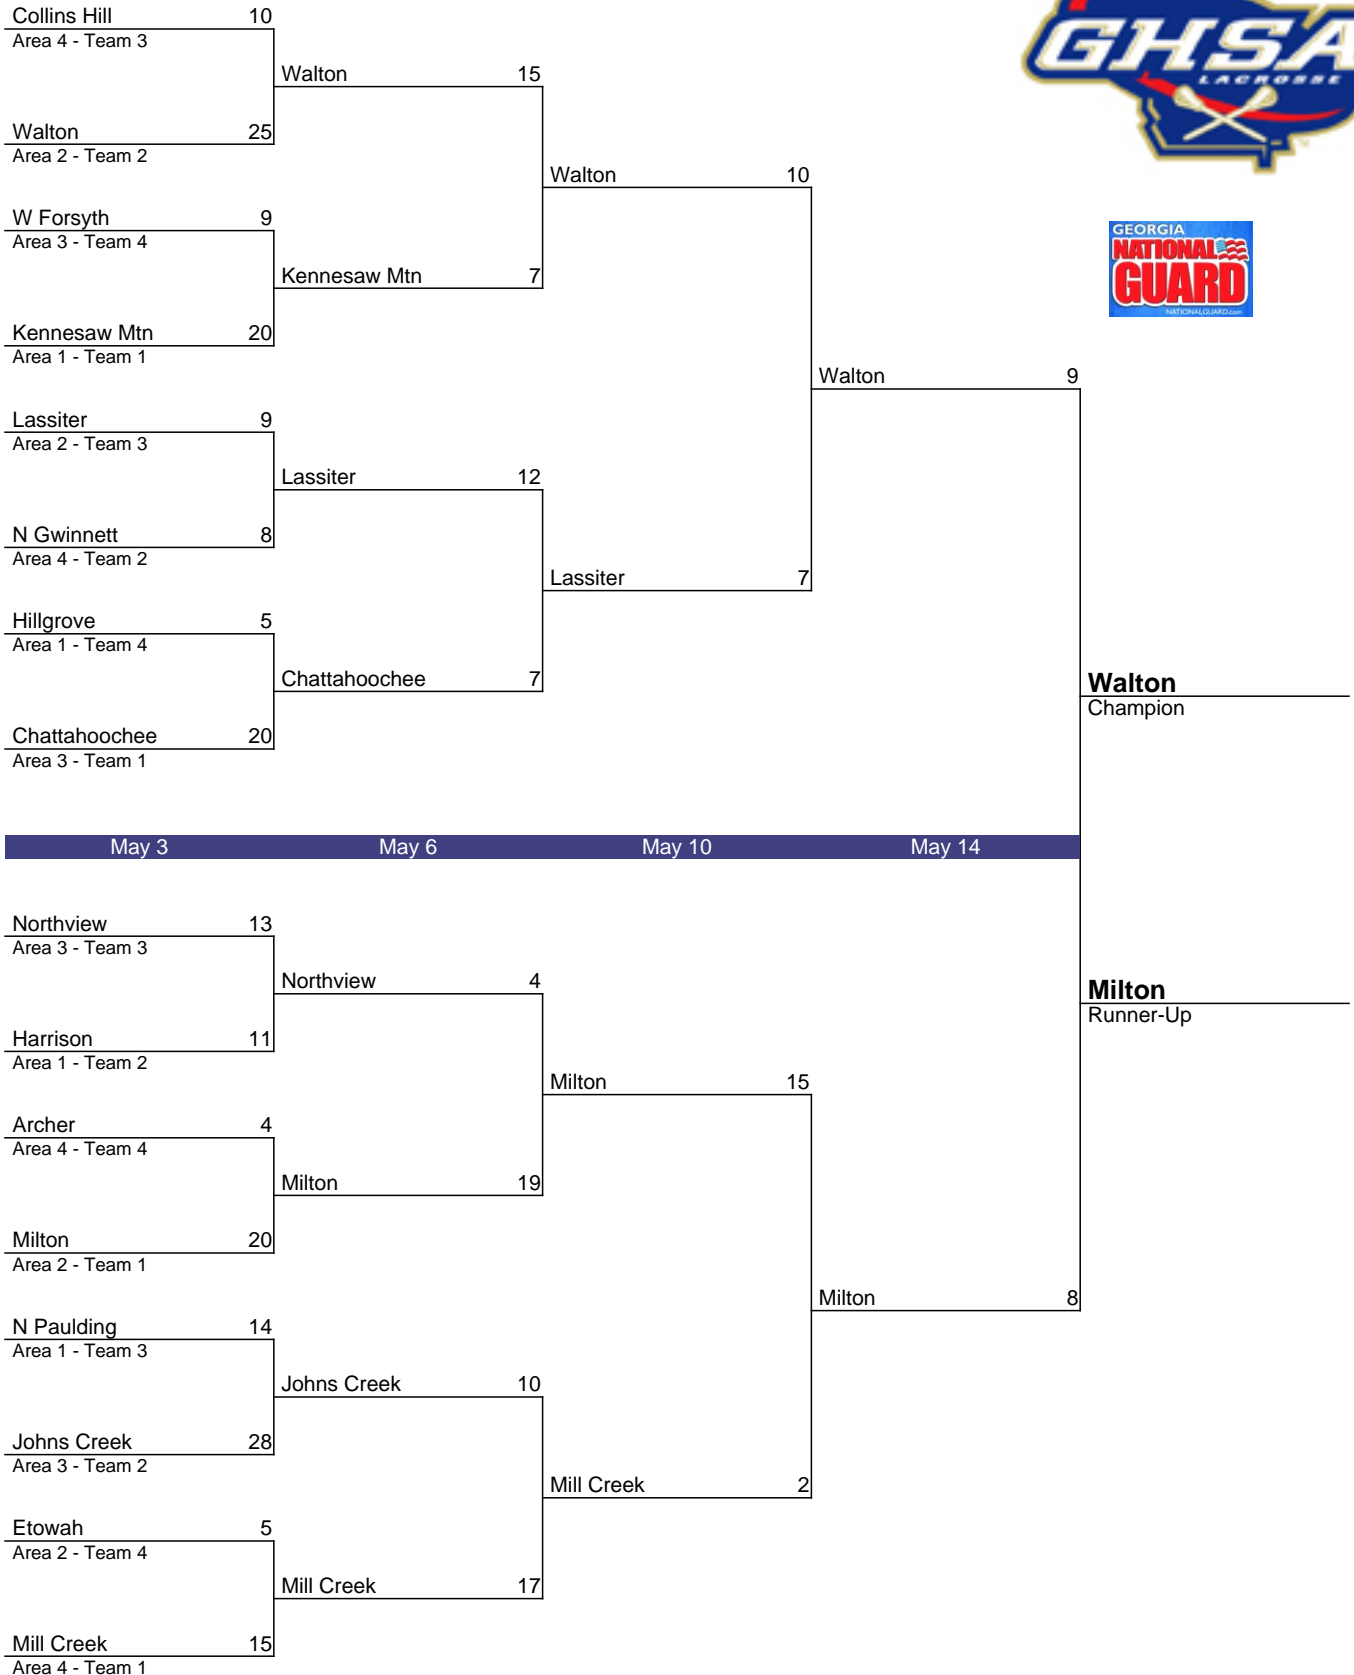 Collins Hill 10
Area 4 - Team 3
Walton 15
Walton 25
Area 2 - Team 2
Walton 10
W Forsyth 9
Area 3 - Team 4
Kennesaw Mtn 7
Kennesaw Mtn 20
Area 1 - Team 1
Walton 9
Lassiter 9
Area 2 - Team 3
Lassiter 12
N Gwinnett 8
Area 4 - Team 2
Lassiter 7
Hillgrove 5
Area 1 - Team 4
Chattahoochee 7
Chattahoochee 20
Area 3 - Team 1
Walton
Champion
GHSA
LACROSSE
GEORGIA
NATIONAL
GUARD
NATIONALGUARD.com
May 3 May 6 May 10 May 14
Northview 13
Area 3 - Team 3
Northview 4
Harrison 11
Area 1 - Team 2
Milton 15
Archer 4
Area 4 - Team 4
Milton 19
Milton 20
Area 2 - Team 1
Milton 8
N Paulding 14
Area 1 - Team 3
Johns Creek 10
Johns Creek 28
Area 3 - Team 2
Mill Creek 2
Etowah 5
Area 2 - Team 4
Mill Creek 17
Mill Creek 15
Area 4 - Team 1
Milton
Runner-Up